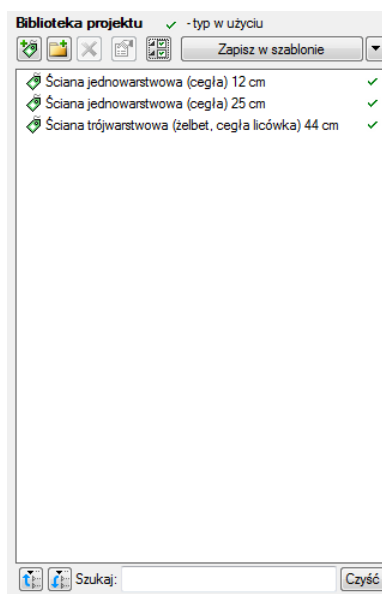 Biblioteka projektu - typ w użyciu
Zapisz w szablonie
Ściana jednowarstwowa (cegła) 12 cm
Ściana jednowarstwowa (cegła) 25 cm
Ściana trójwarstwowa (żelbet, cegła licówka) 44 cm
Szukaj: Czyść